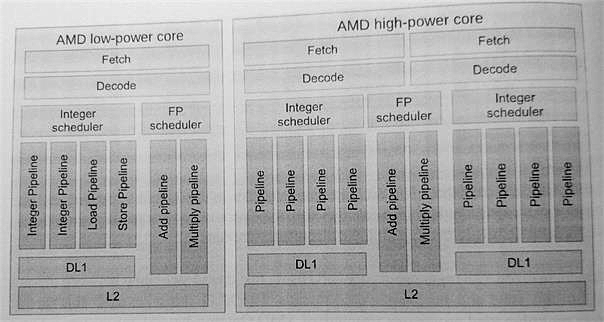 AMD low-power core
Fetch
Decode
Integer
scheduler
FP
scheduler
Integer Pipeline
Integer Pipeline
Load Pipeline
Store Pipeline
Add pipeline
Multiply pipeline
DL1
L2
AMD high-power core
Fetch
Fetch
Decode
Decode
Integer
scheduler
FP
scheduler
Integer
scheduler
Pipeline
Pipeline
Pipeline
Pipeline
Add pipeline
Multiply pipeline
Pipeline
Pipeline
Pipeline
Pipeline
DL1
DL1
L2